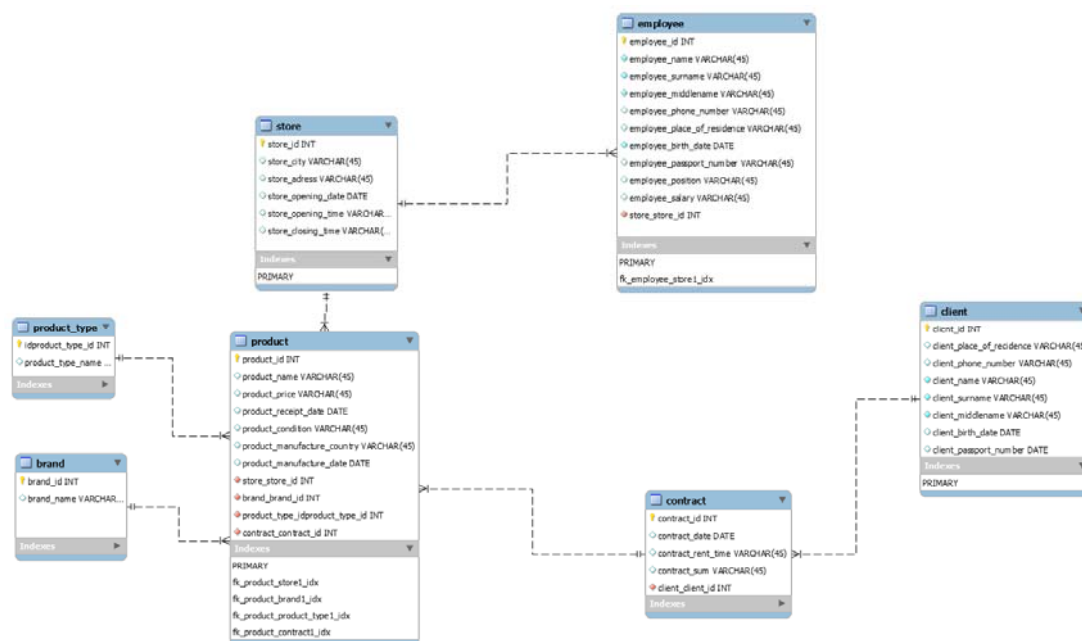 employee
employee_id INT
employee_name VARCHAR(45)
employee_surname VARCHAR(45)
employee_middlename VARCHAR(45)
employee_phone_number VARCHAR(45)
employee_place_of_residence VARCHAR(45)
employee_birth_date DATE
employee_passport_number VARCHAR(45)
employee_position VARCHAR(45)
employee_salary VARCHAR(45)
store_store_id INT
Indexes
PRIMARY
fk_employee_store1_idx
store
store_id INT
store_city VARCHAR(45)
store_adress VARCHAR(45)
store_opening_date DATE
store_opening_time VARCHAR...
store_closing_time VARCHAR(...
Indexes
PRIMARY
product_type
idproduct_type_id INT
product_type_name ...
Indexes
product
product_id INT
product_name VARCHAR(45)
product_price VARCHAR(45)
product_receipt_date DATE
product_condition VARCHAR(45)
product_manufacture_country VARCHAR(45)
product_manufacture_date DATE
store_store_id INT
brand_brand_id INT
product_type_idproduct_type_id INT
contract_contract_id INT
Indexes
PRIMARY
fk_product_store1_idx
fk_product_brand1_idx
fk_product_product_type1_idx
fk_product_contract1_idx
brand
brand_id INT
brand_name VARCHAR...
Indexes
contract
contract_id INT
contract_date DATE
contract_rent_time VARCHAR(45)
contract_sum VARCHAR(45)
client_client_id INT
Indexes
client
client_id INT
client_place_of_recidence VARCHAR(45
client_phone_number VARCHAR(45)
client_name VARCHAR(45)
client_surname VARCHAR(45)
client_middlename VARCHAR(45)
client_birth_date DATE
client_passport_number DATE
Indexes
PRIMARY